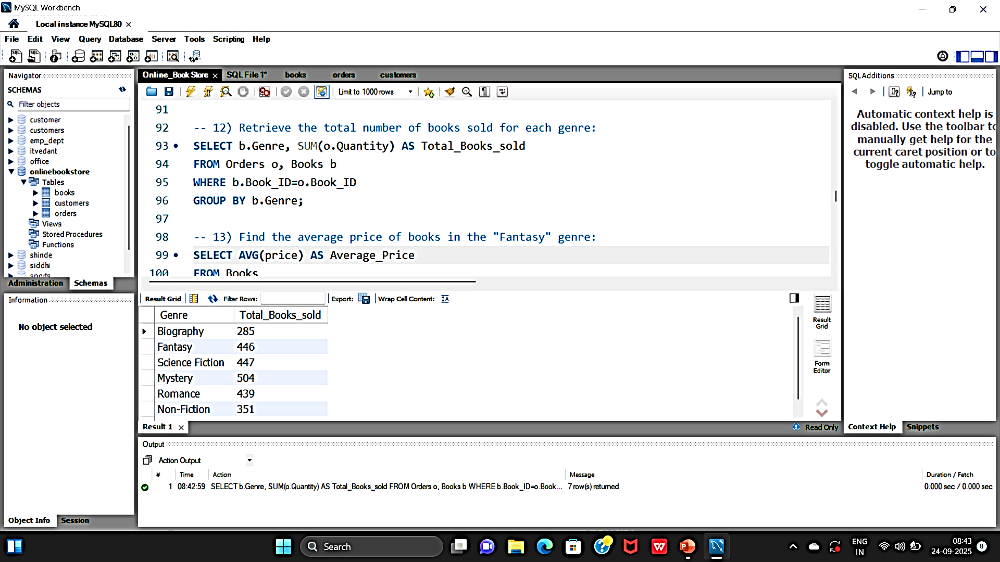 MySQL Workbench
Local instance MySQL80
File Edit View Query Database Server Tools Scripting Help
Navigator
SCHEMAS
Filter objects
customer
customers
emp_dept
itvedant
office
onlinebookstore
Tables
books
customers
orders
Views
Stored Procedures
Functions
shinde
siddhi
sports
Administration Schemas
Information
No object selected
Object Info Session
Online_Book Store SQL File 1* books orders customers
Limit to 1000 rows
91
92 -- 12) Retrieve the total number of books sold for each genre:
93 SELECT b.Genre, SUM(o.Quantity) AS Total_Books_sold
94 FROM Orders o, Books b
95 WHERE b.Book_ID=o.Book_ID
96 GROUP BY b.Genre;
97
98 -- 13) Find the average price of books in the "Fantasy" genre:
99 SELECT AVG(price) AS Average_Price
100 FROM Books
Result Grid Filter Rows: Export: Wrap Cell Content:
Genre Total_Books_sold
Biography 285
Fantasy 446
Science Fiction 447
Mystery 504
Romance 439
Non-Fiction 351
Result Grid
Form Editor
Result 1
Read Only
Output
Action Output
# Time Action Message Duration / Fetch
1 08:42:59 SELECT b.Genre, SUM(o.Quantity) AS Total_Books_sold FROM Orders o, Books b WHERE b.Book_ID=o.Book... 7 row(s) returned 0.000 sec / 0.000 sec
SQLAdditions
Jump to
Automatic context help is
disabled. Use the toolbar to
manually get help for the
current caret position or to
toggle automatic help.
Context Help Snippets
Search
ENG
IN
08:43
24-09-2025
8